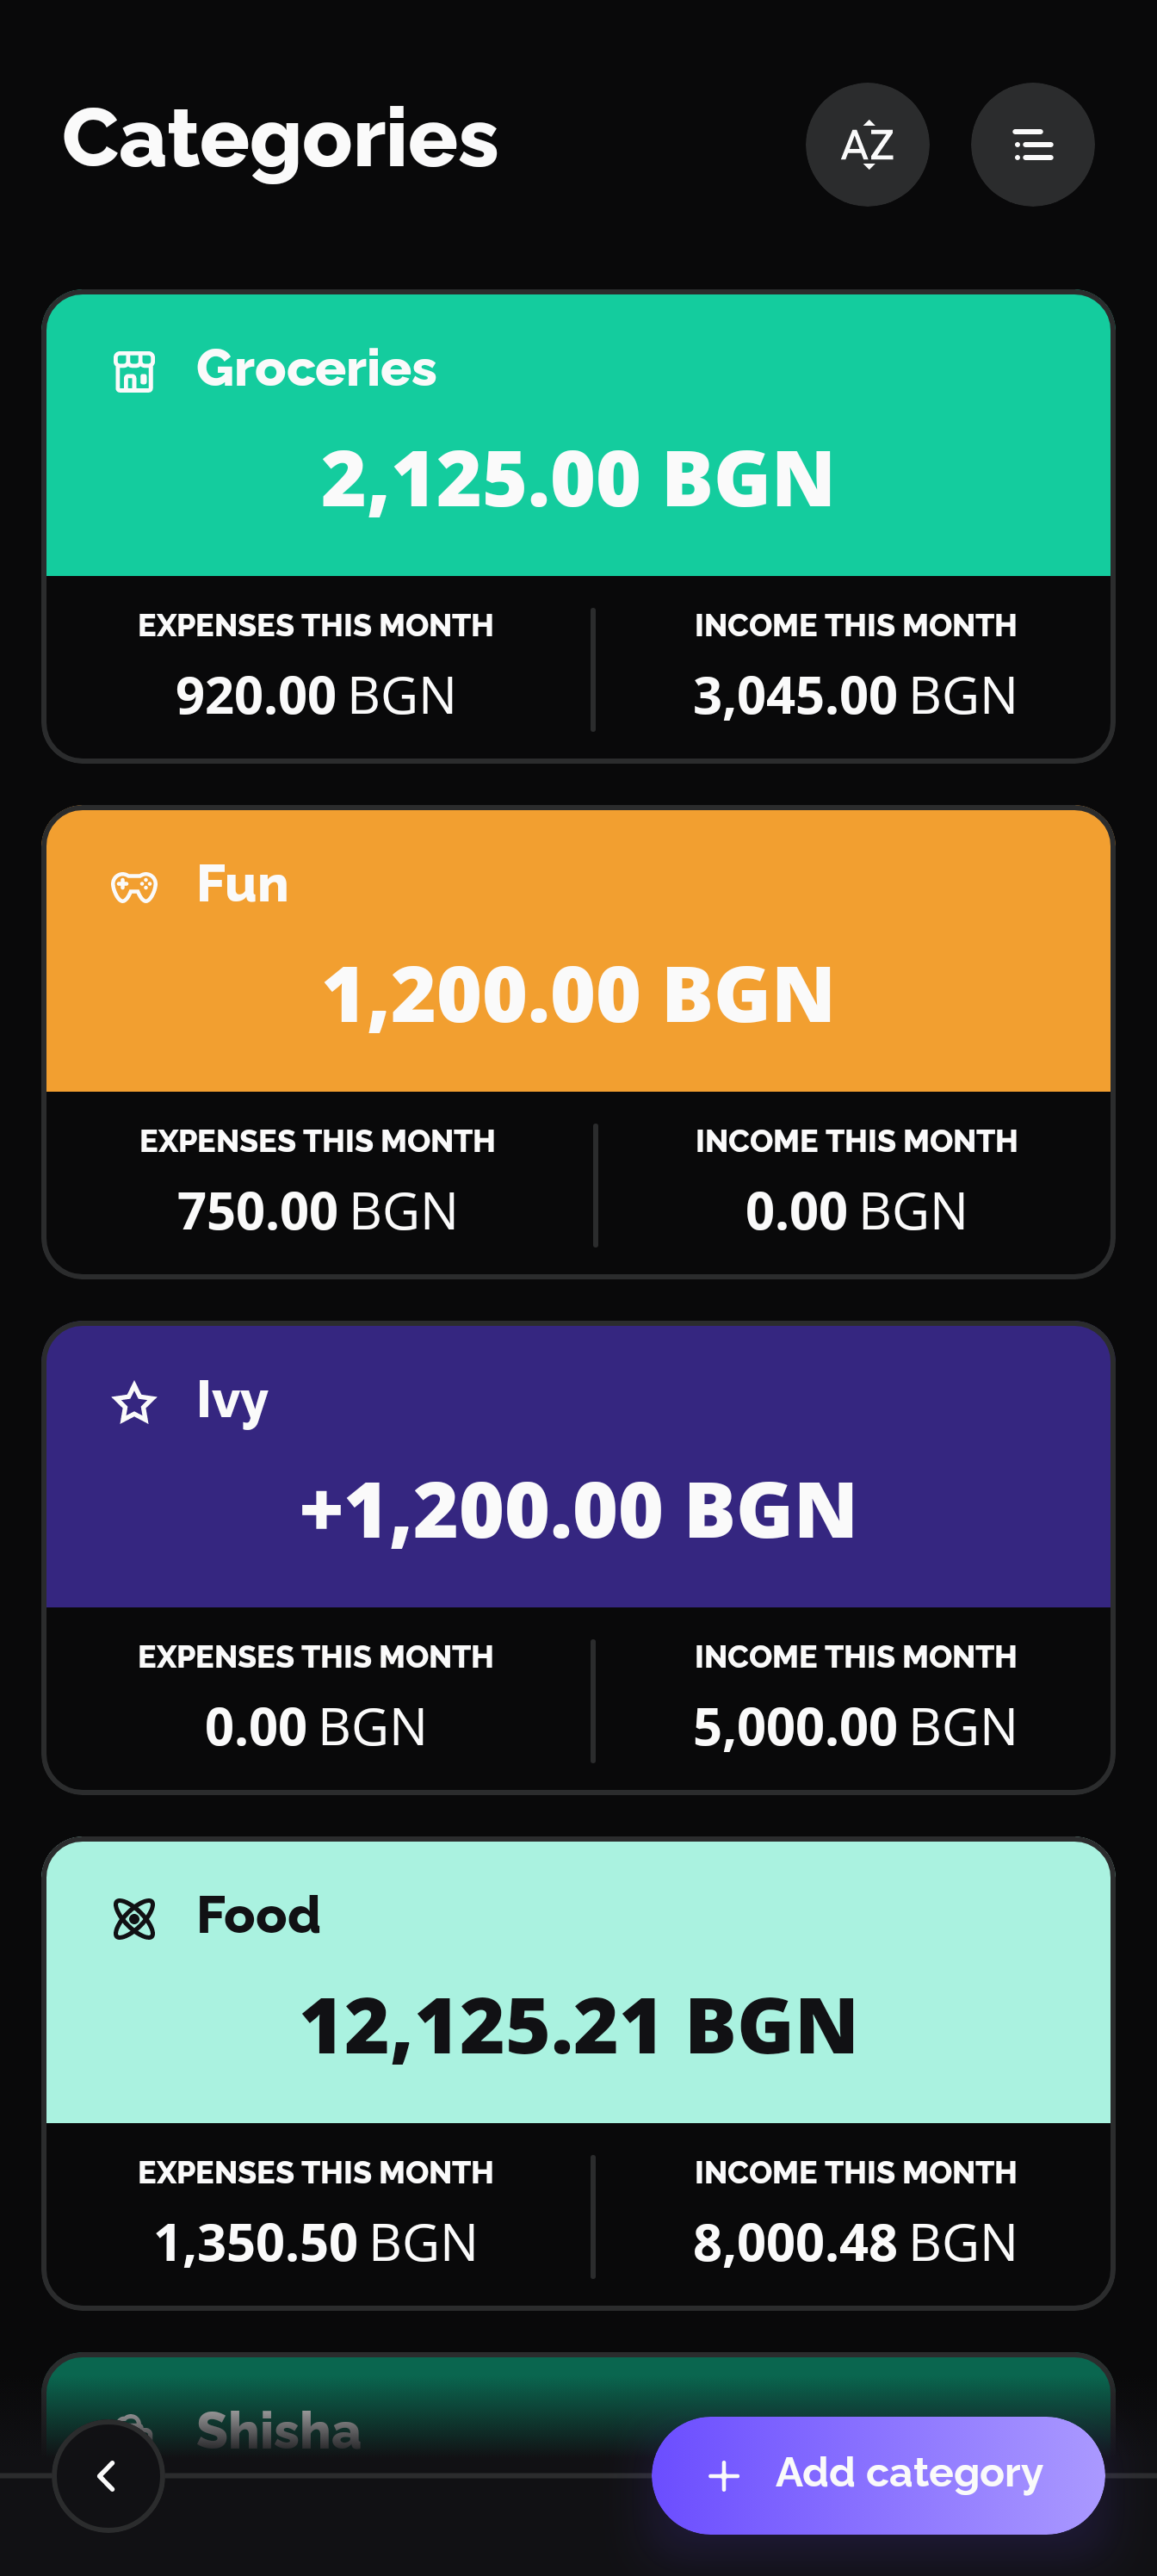 Categories
AZ
Groceries
2,125.00 BGN
EXPENSES THIS MONTH
INCOME THIS MONTH
920.00 BGN
3,045.00 BGN
Fun
1,200.00 BGN
EXPENSES THIS MONTH
INCOME THIS MONTH
750.00 BGN
0.00 BGN
Ivy
+1,200.00 BGN
EXPENSES THIS MONTH
INCOME THIS MONTH
0.00 BGN
5,000.00 BGN
Food
12,125.21 BGN
EXPENSES THIS MONTH
INCOME THIS MONTH
1,350.50 BGN
8,000.48 BGN
Shisha
Add category